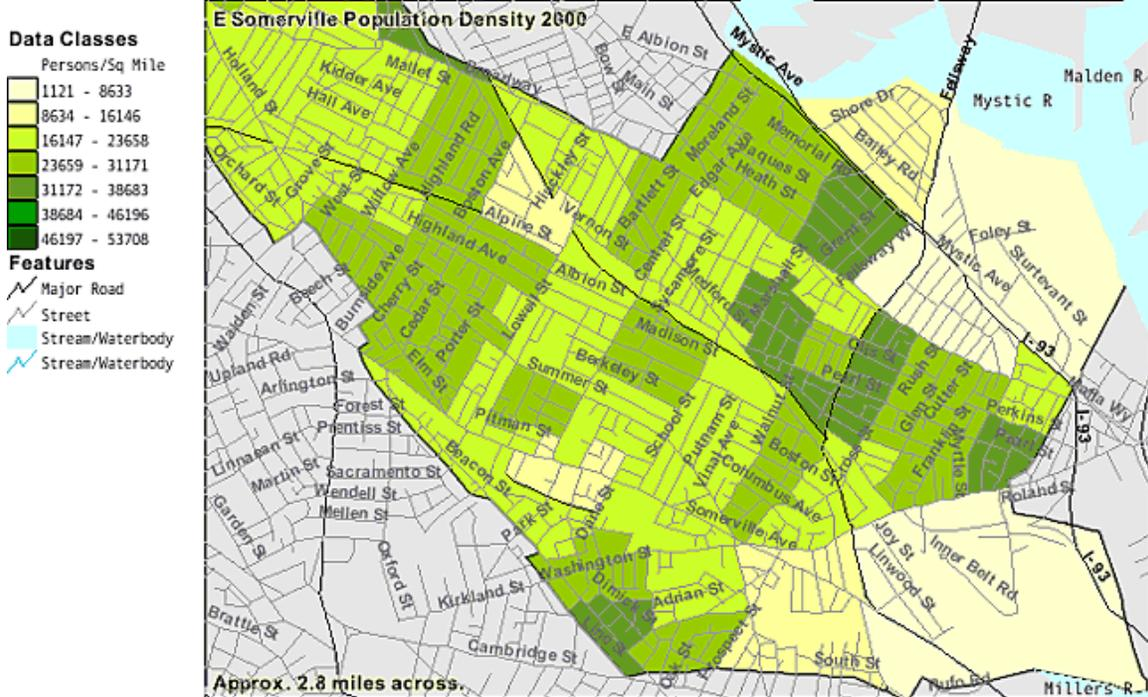 E Somerville Population Density 2000
Data Classes
Persons/Sq Mile
1121 - 8633
8634 - 16146
16147 - 23658
23659 - 31171
31172 - 38683
38684 - 46196
46197 - 53708
Features
Major Road
Street
Stream/Waterbody
Stream/Waterbody
E Albion St
Mystic Ave
Fellsway
Malden R
Mystic R
Broadway
Bow St
Main St
Mallet St
Kidder Ave
Holland St
Hall Ave
Shore Dr
Bailey Rd
Moreland St
Memorial Rd
Jaques St
Edgar Ave
Heath St
Orchard St
Grove St
West St
Willow Ave
Highland Rd
Boston Ave
Hinckley St
Bartlett St
Alpine St
Vernon St
Highland Ave
Central St
Sycamore St
Grant St
Fellsway W
Foley St
Mystic Ave
Sturtevant St
Albion St
Medford St
Marshall St
Beech St
Burnside Ave
Cherry St
Cedar St
Porter St
Lowell St
Walden St
Madison St
Otis St
I-93
Upland Rd
Elm St
Berkeley St
Summer St
Pearl St
Rush St
Glen St
Cutter St
Arlington St
Forest St
Prentiss St
Pitman St
School St
Putnam St
Vinal Ave
Walnut
Perkins
Maffa Wy
I-93
Linnaean St
Martin St
Sacramento St
Wendell St
Mellen St
Beacon St
Boston St
Columbus Ave
Cross St
Franklin St
Myrtle St
Pearl St
Roland St
Garden St
Park St
Dane St
Somerville Ave
Joy St
Linwood St
Inner Belt Rd
I-93
Oxford St
Washington St
Dimick St
Adrian St
Kirkland St
Brattle St
Cambridge St
Line St
Oak St
Prospect St
South St
Rufo Rd
Millers R
Approx. 2.8 miles across.